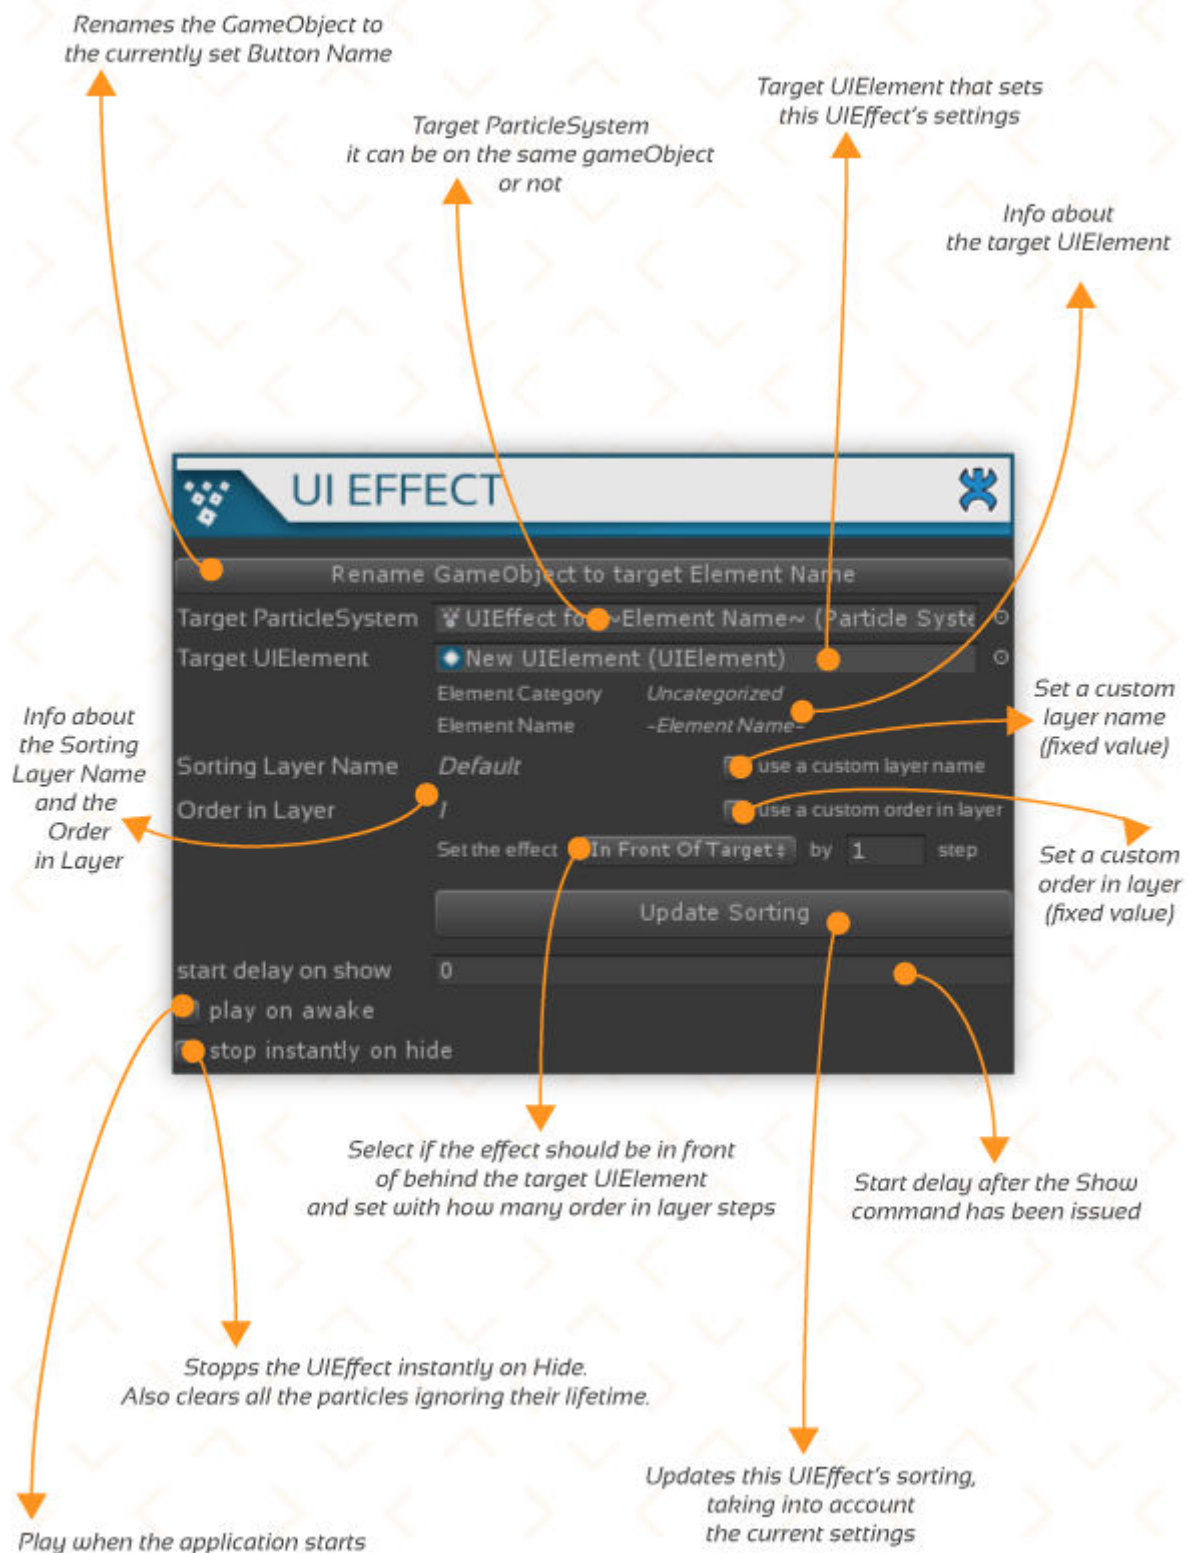 Renames the GameObject to
the currently set Button Name
Target UIElement that sets
this UIEffect's settings
Target ParticleSystem
it can be on the same gameObject
or not
Info about
the target UIElement
UI EFFECT
Rename GameObject to target Element Name
Target ParticleSystem UIEffect for ~Element Name~ (Particle Syste
Target UIElement New UIElement (UIElement)
Element Category Uncategorized
Element Name ~Element Name~
Set a custom
layer name
(fixed value)
Info about
the Sorting
Layer Name
and the
Order
in Layer
Sorting Layer Name Default use a custom layer name
Order in Layer 1 use a custom order in layer
Set the effect In Front Of Target by 1 step
Set a custom
order in layer
(fixed value)
Update Sorting
start delay on show 0
play on awake
stop instantly on hide
Select if the effect should be in front
of behind the target UIElement
and set with how many order in layer steps
Start delay after the Show
command has been issued
Stopps the UIEffect instantly on Hide.
Also clears all the particles ignoring their lifetime.
Updates this UIEffect's sorting,
taking into account
the current settings
Play when the application starts